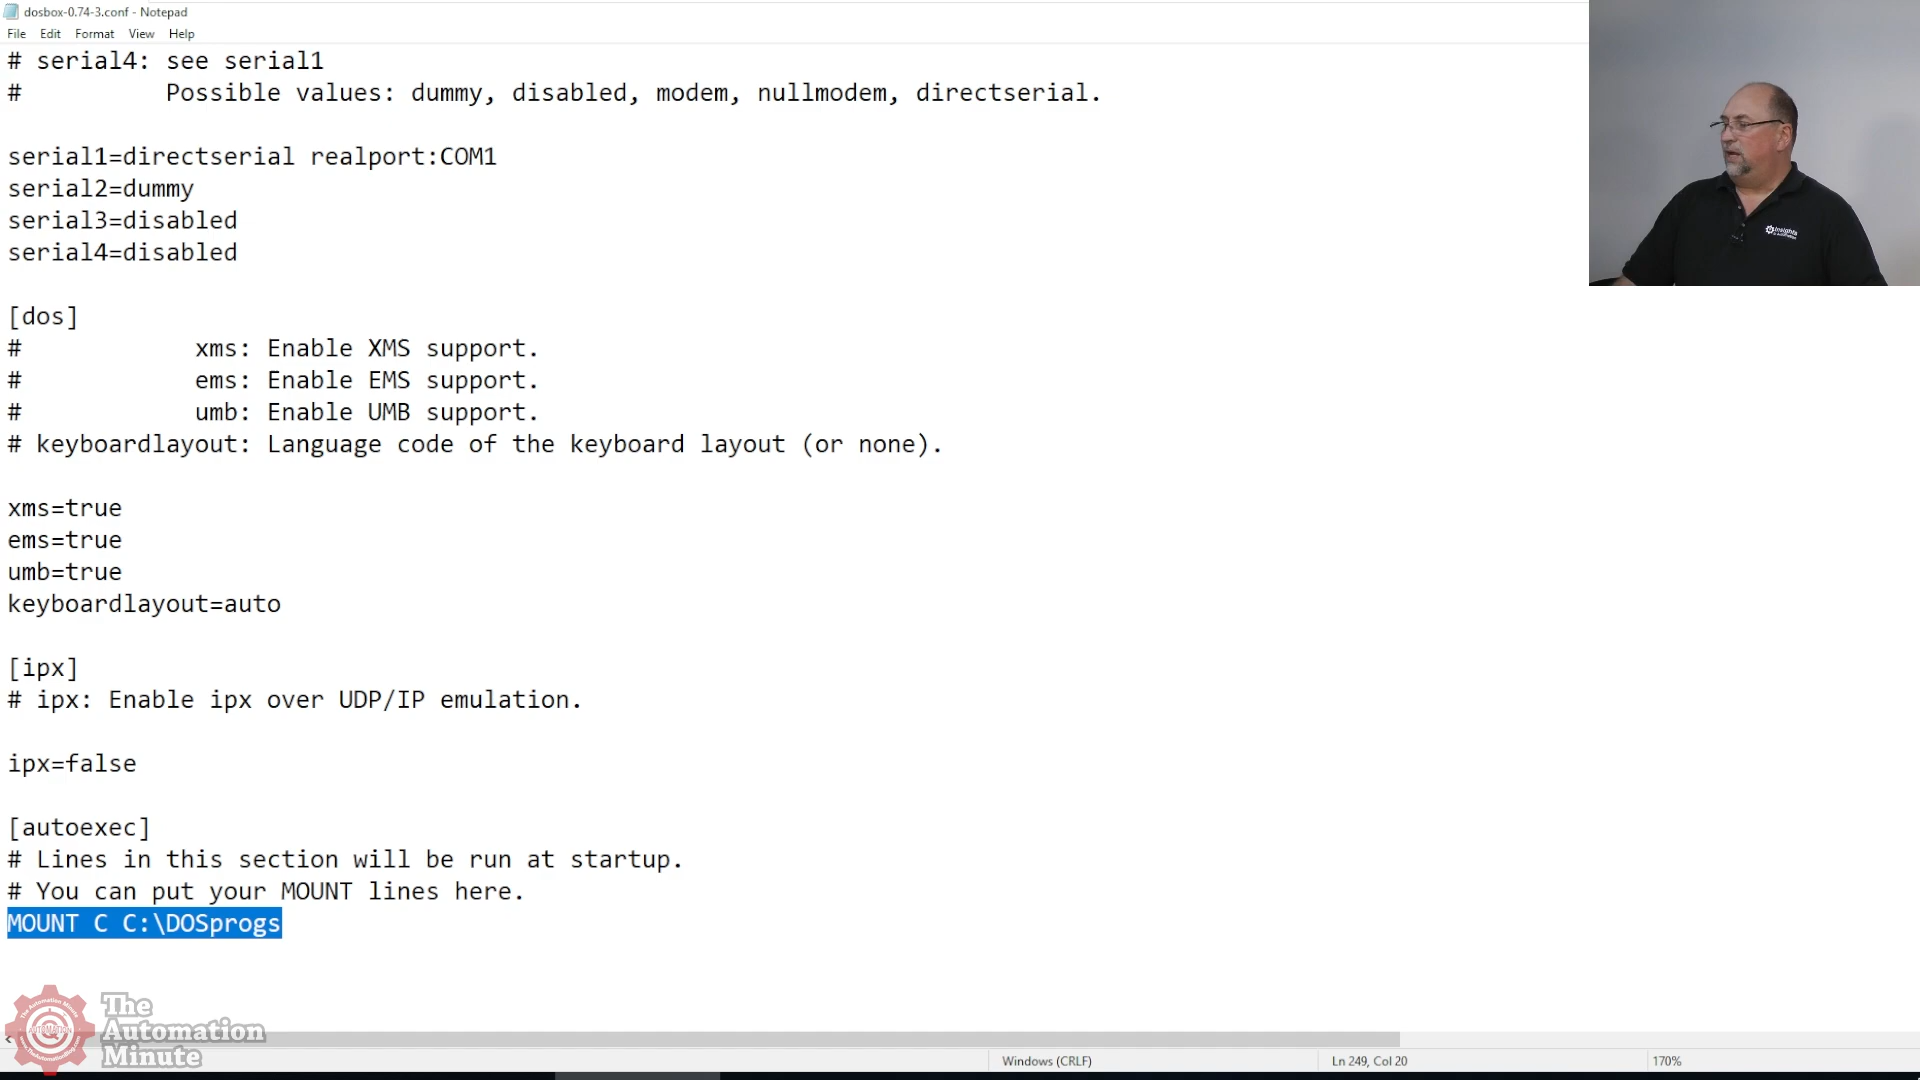 dosbox-0.74-3.conf - Notepad
File Edit Format View Help
# serial4: see serial1
# Possible values: dummy, disabled, modem, nullmodem, directserial.
serial1=directserial realport:COM1
serial2=dummy
serial3=disabled
serial4=disabled
[dos]
# xms: Enable XMS support.
# ems: Enable EMS support.
# umb: Enable UMB support.
# keyboardlayout: Language code of the keyboard layout (or none).
xms=true
ems=true
umb=true
keyboardlayout=auto
[ipx]
# ipx: Enable ipx over UDP/IP emulation.
ipx=false
[autoexec]
# Lines in this section will be run at startup.
# You can put your MOUNT lines here.
MOUNT C C:\DOSprogs
The
Automation
Minute
Windows (CRLF) Ln 249, Col 20 170%
Insights